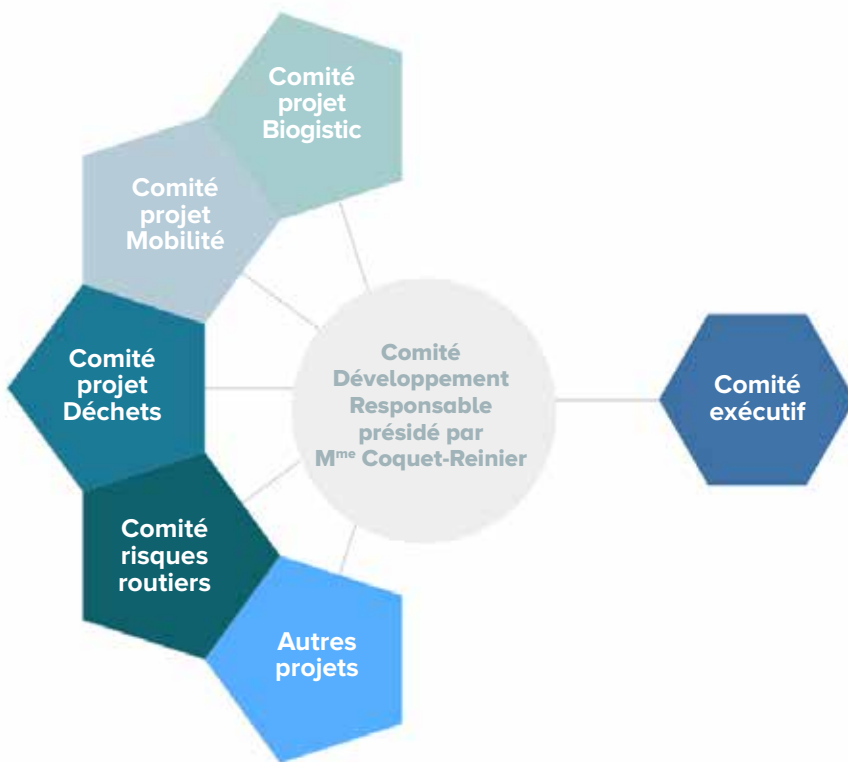 Comité
projet
Biogistic
Comité
projet
Mobilité
Comité
projet
Déchets
Comité
risques
routiers
Autres
projets
Comité
Développement
Responsable
présidé par
Mme Coquet-Reinier
Comité
exécutif